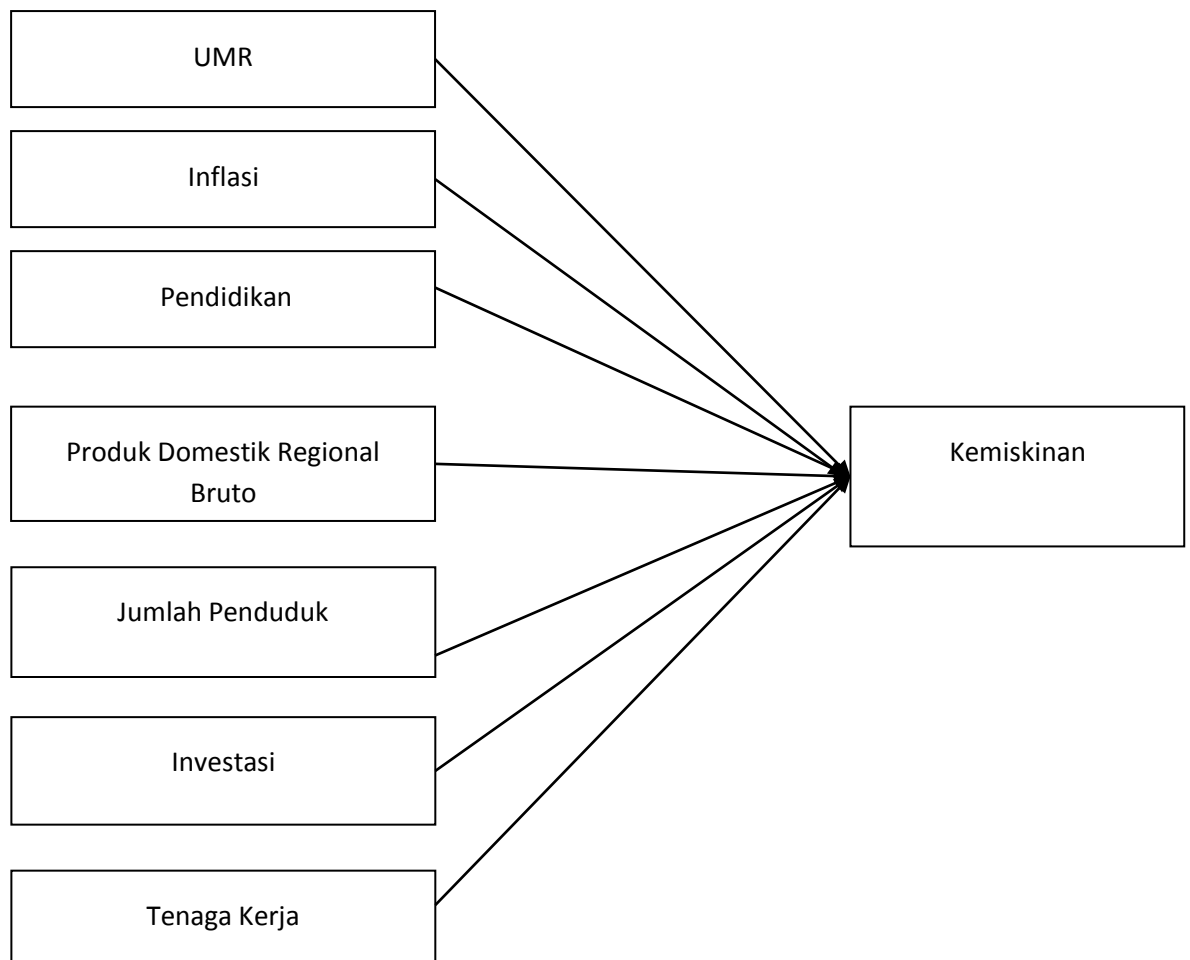 UMR
Inflasi
Pendidikan
Produk Domestik Regional
Bruto
Kemiskinan
Jumlah Penduduk
Investasi
Tenaga Kerja